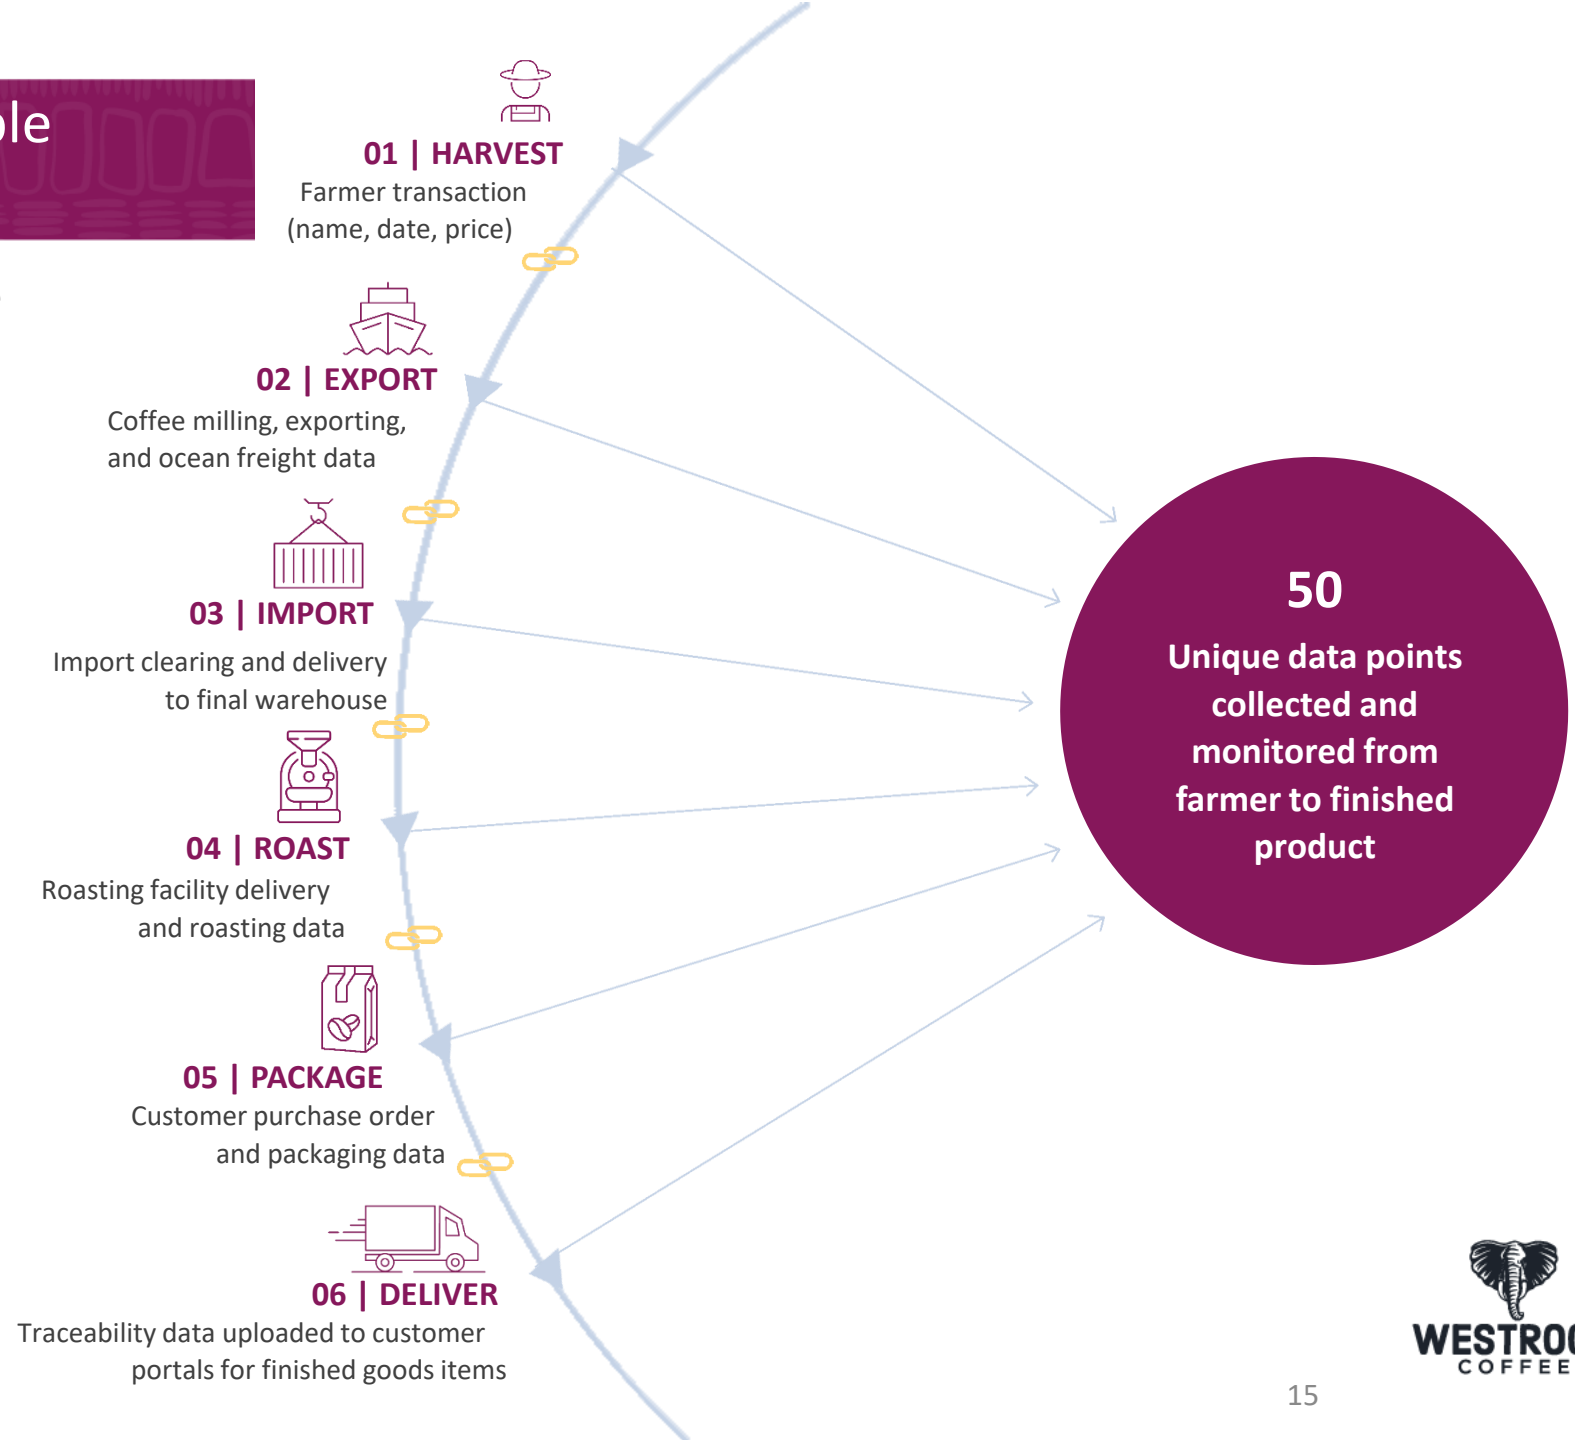 01 | HARVEST
Farmer transaction
(name, date, price)
02 | EXPORT
Coffee milling, exporting,
and ocean freight data
03 | IMPORT
Import clearing and delivery
to final warehouse
04 | ROAST
Roasting facility delivery
and roasting data
05 | PACKAGE
Customer purchase order
and packaging data
06 | DELIVER
Traceability data uploaded to customer
portals for finished goods items
50
Unique data points
collected and
monitored from
farmer to finished
product
COFFEE
15